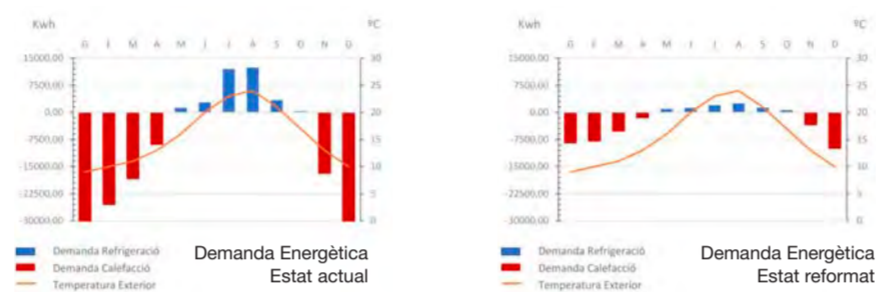 Kwh ºC
G F M A M J J A S O N D
15000,00 30
7500,00 25
0,00 20
-7500,00 15
-15000,00 10
-22500,00 5
-30000,00 0
Demanda Refrigeració
Demanda Calefacció
Temperatura Exterior
Demanda Energètica
Estat actual
Kwh ºC
G F M A M J J A S O N D
15000,00 30
7500,00 25
0,00 20
-7500,00 15
-15000,00 10
-22500,00 5
-30000,00 0
Demanda Refrigeració
Demanda Calefacció
Temperatura Exterior
Demanda Energètica
Estat reformat